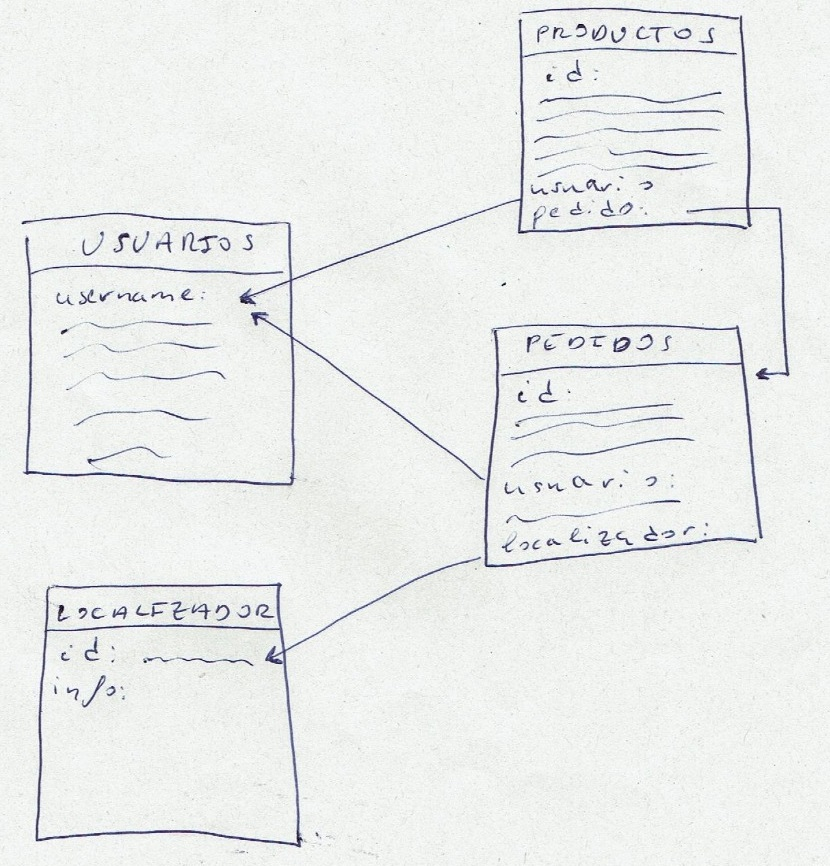 PRODUCTOS
id:
usuario
pedido:
USUARIOS
username:
PEDIDOS
id:
usuario:
localizador:
LOCALIZADOR
id:
info: